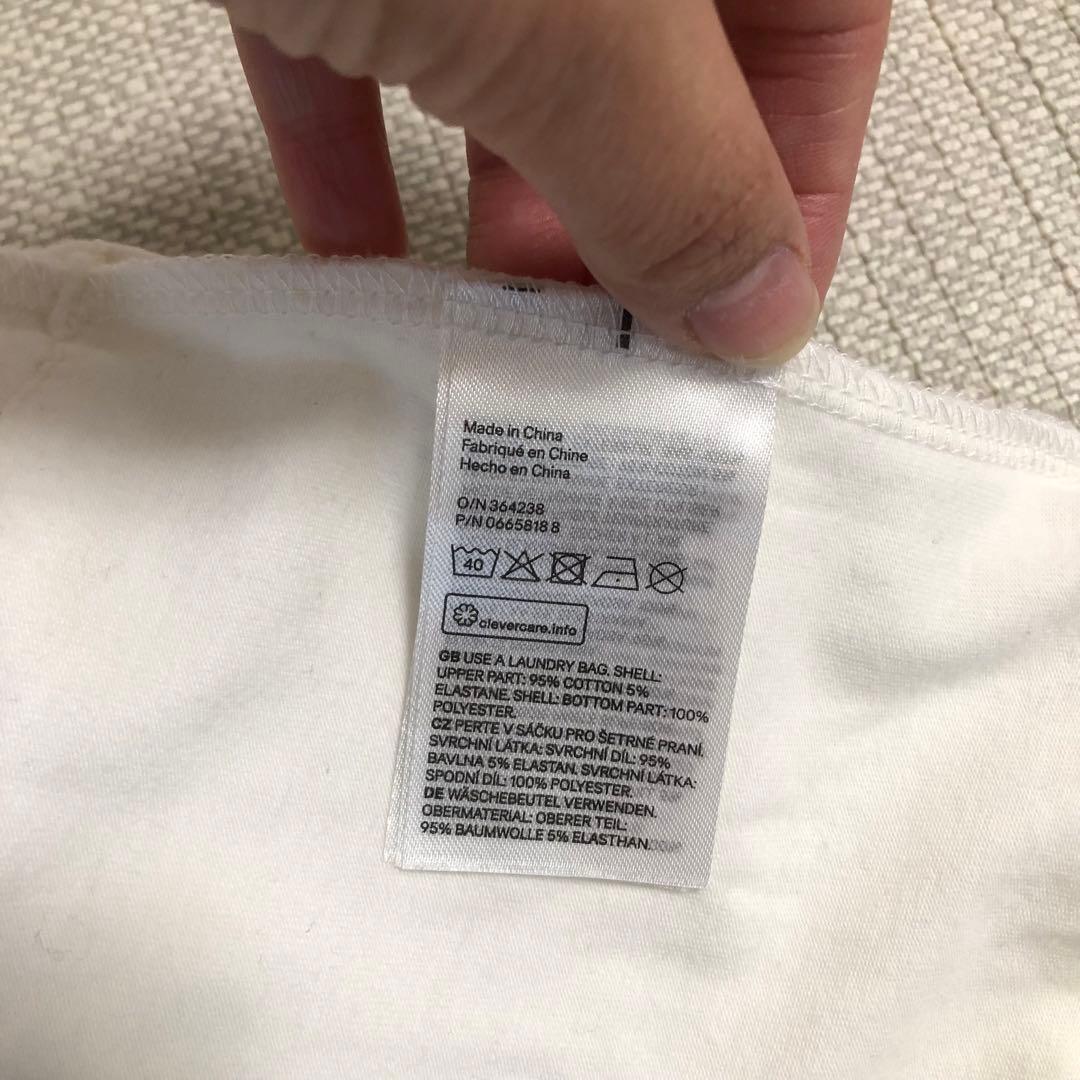 Made in China
Fabriqué en Chine
Hecho en China
O/N 364238
P/N 0665818 8
40
clevercare.info
GB USE A LAUNDRY BAG. SHELL:
UPPER PART: 95% COTTON 5%
ELASTANE. SHELL: BOTTOM PART: 100%
POLYESTER.
CZ PERTE V SÁČKU PRO ŠETRNÉ PRANÍ.
SVRCHNÍ LÁTKA: SVRCHNÍ DÍL: 95%
BAVLNA 5% ELASTAN. SVRCHNÍ LÁTKA:
SPODNÍ DÍL: 100% POLYESTER.
DE WÄSCHEBEUTEL VERWENDEN.
OBERMATERIAL: OBERER TEIL:
95% BAUMWOLLE 5% ELASTHAN.